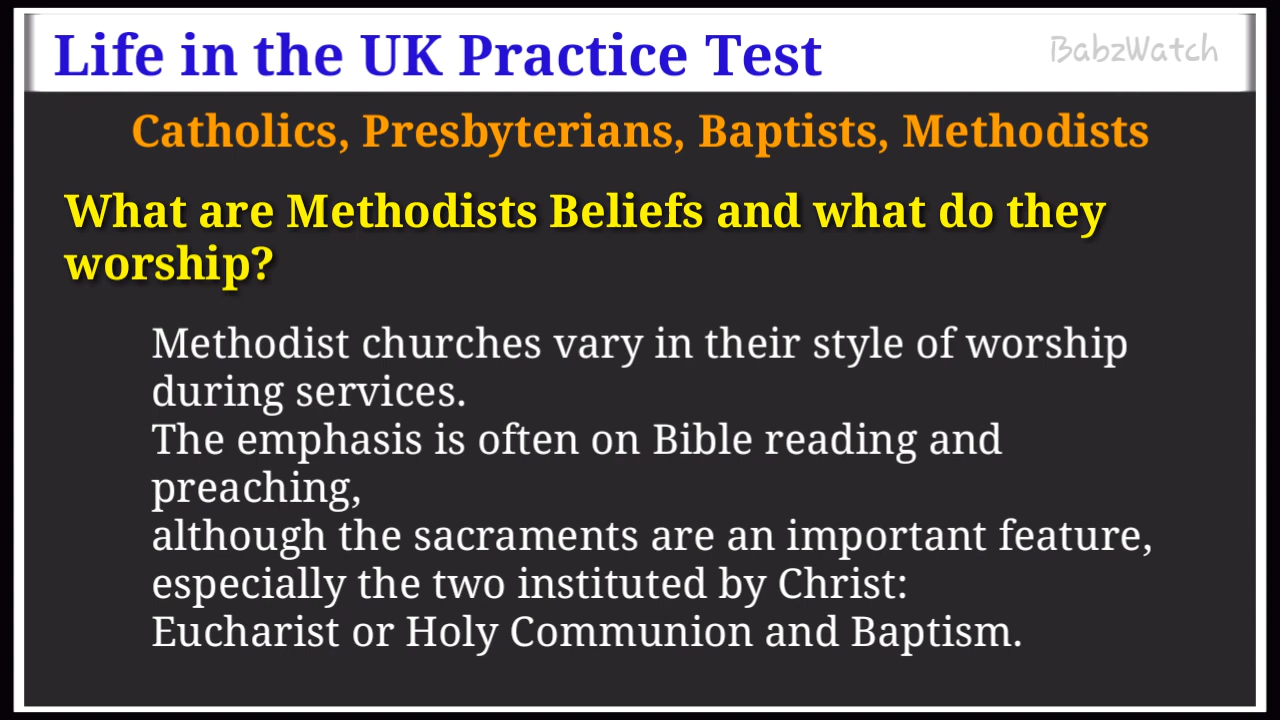 Life in the UK Practice Test
BabzWatch
Catholics, Presbyterians, Baptists, Methodists
What are Methodists Beliefs and what do they
worship?
Methodist churches vary in their style of worship
during services.
The emphasis is often on Bible reading and
preaching,
although the sacraments are an important feature,
especially the two instituted by Christ:
Eucharist or Holy Communion and Baptism.